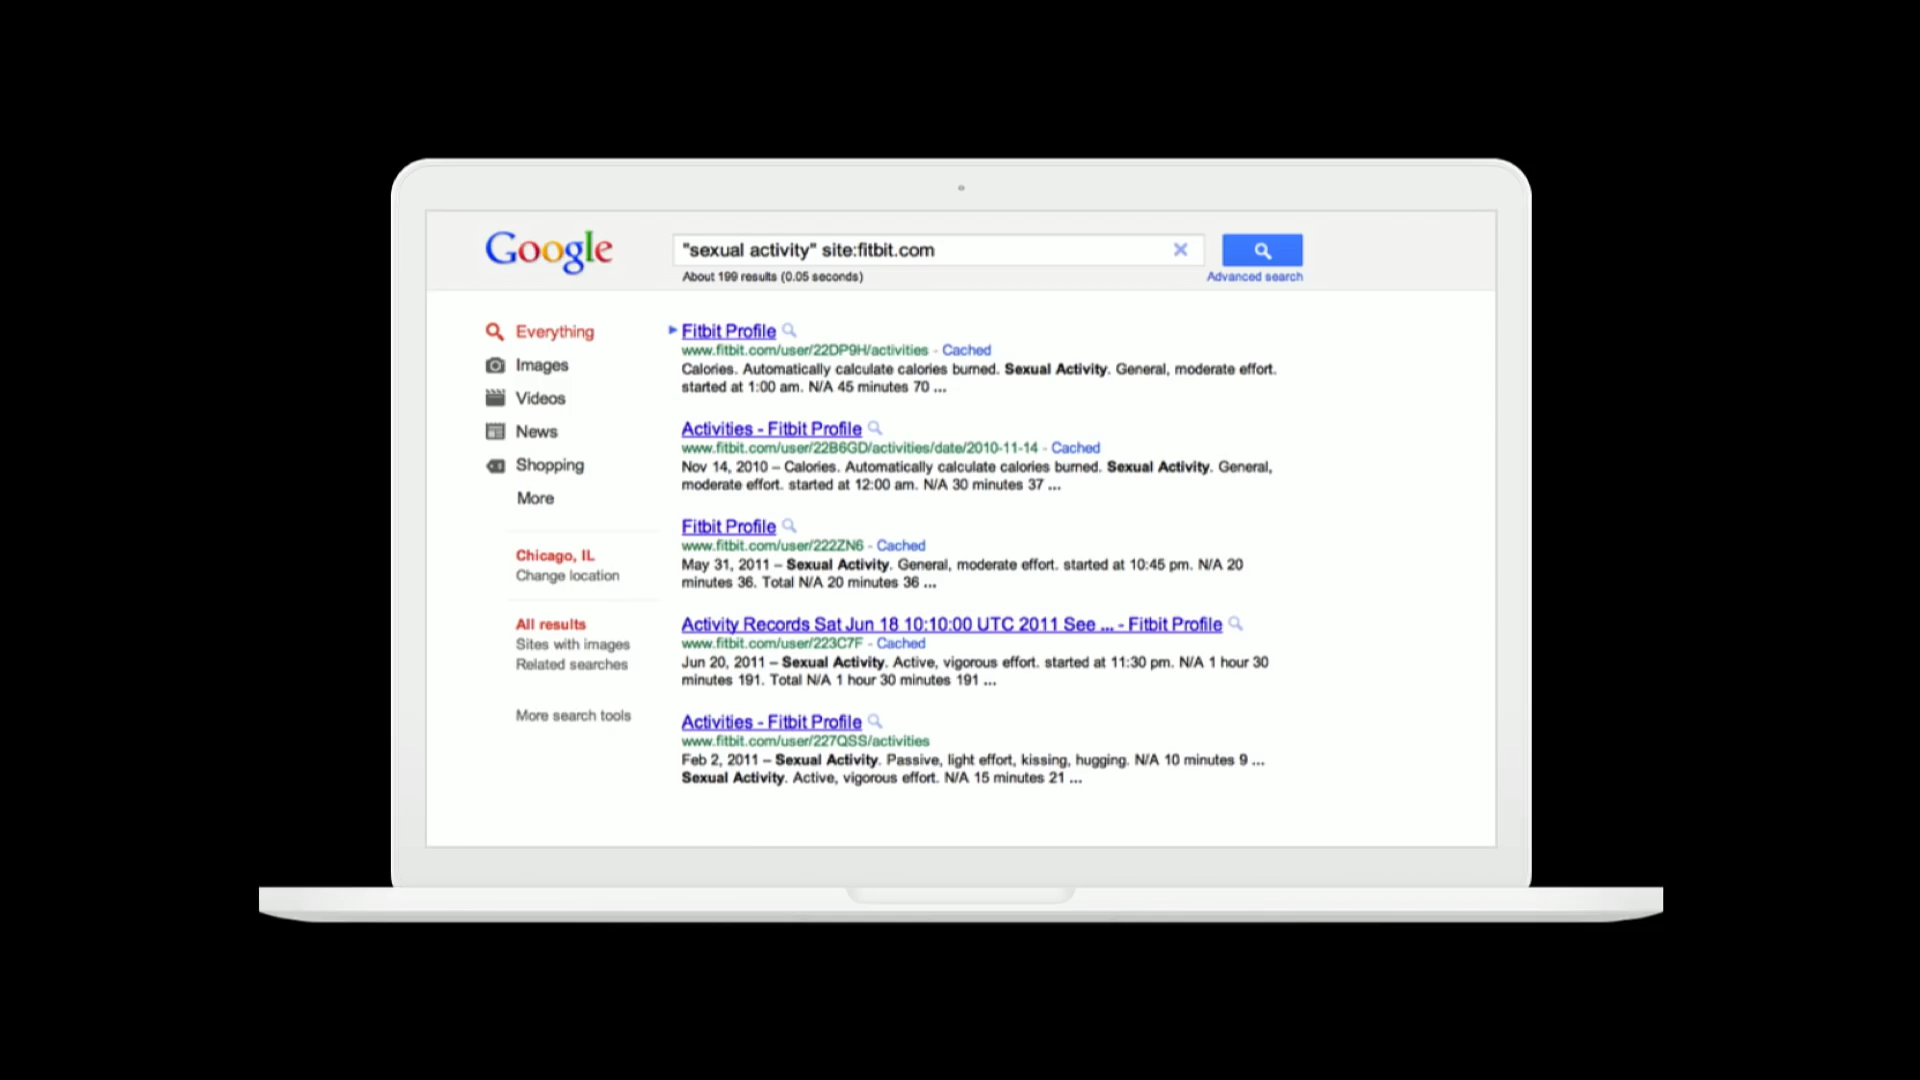 Google
"sexual activity" site:fitbit.com
About 199 results (0.05 seconds)
Advanced search
Everything
Images
Videos
News
Shopping
More
Chicago, IL
Change location
All results
Sites with images
Related searches
More search tools
Fitbit Profile
www.fitbit.com/user/22DP9H/activities - Cached
Calories. Automatically calculate calories burned. Sexual Activity. General, moderate effort.
started at 1:00 am. N/A 45 minutes 70 ...
Activities - Fitbit Profile
www.fitbit.com/user/22B6GD/activities/date/2010-11-14 - Cached
Nov 14, 2010 – Calories. Automatically calculate calories burned. Sexual Activity. General,
moderate effort. started at 12:00 am. N/A 30 minutes 37 ...
Fitbit Profile
www.fitbit.com/user/222ZN6 - Cached
May 31, 2011 – Sexual Activity. General, moderate effort. started at 10:45 pm. N/A 20
minutes 36. Total N/A 20 minutes 36 ...
Activity Records Sat Jun 18 10:10:00 UTC 2011 See ... - Fitbit Profile
www.fitbit.com/user/223C7F - Cached
Jun 20, 2011 – Sexual Activity. Active, vigorous effort. started at 11:30 pm. N/A 1 hour 30
minutes 191. Total N/A 1 hour 30 minutes 191 ...
Activities - Fitbit Profile
www.fitbit.com/user/227QSS/activities
Feb 2, 2011 – Sexual Activity. Passive, light effort, kissing, hugging. N/A 10 minutes 9 ...
Sexual Activity. Active, vigorous effort. N/A 15 minutes 21 ...